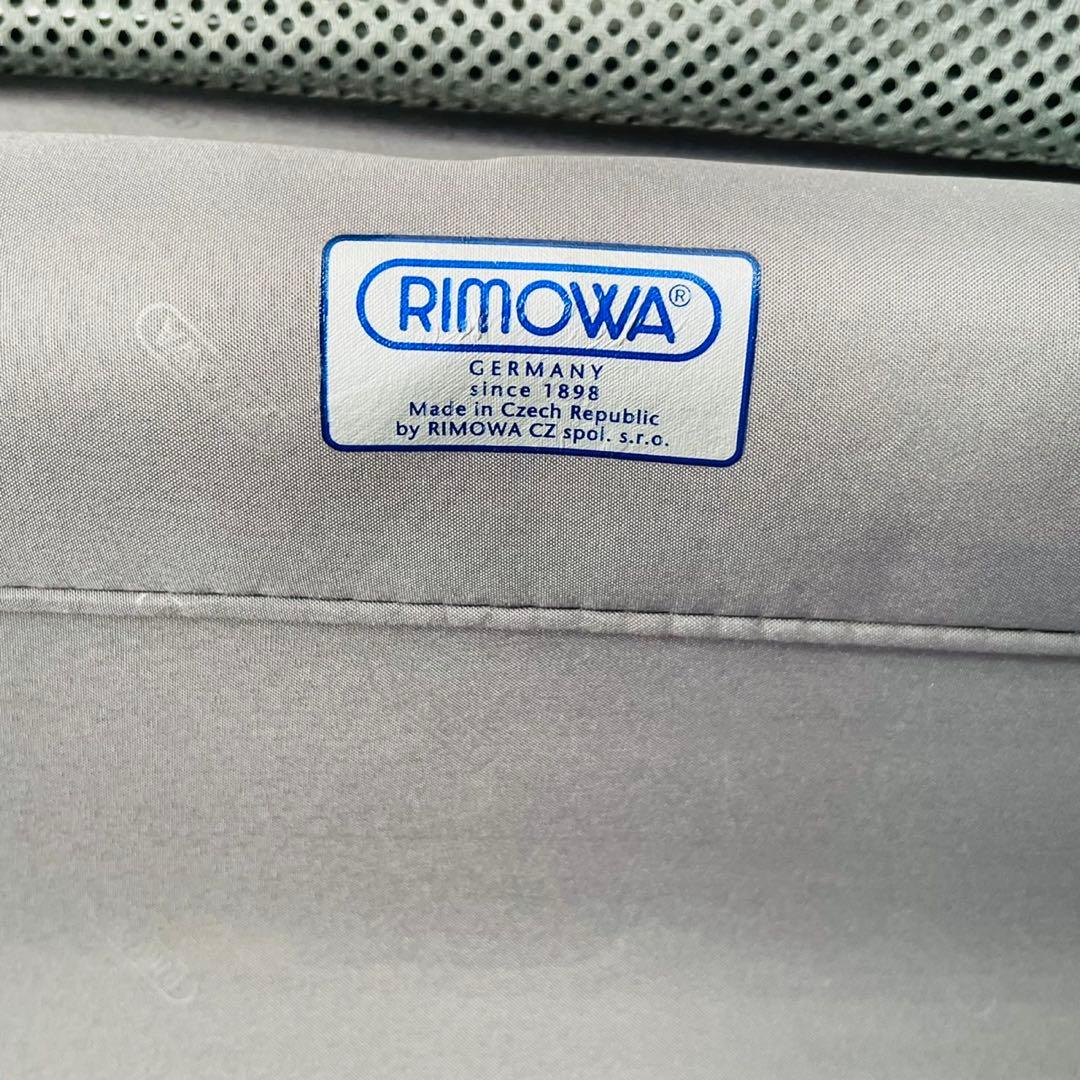 RIMOWA®
GERMANY
since 1898
Made in Czech Republic
by RIMOWA CZ spol. s.r.o.